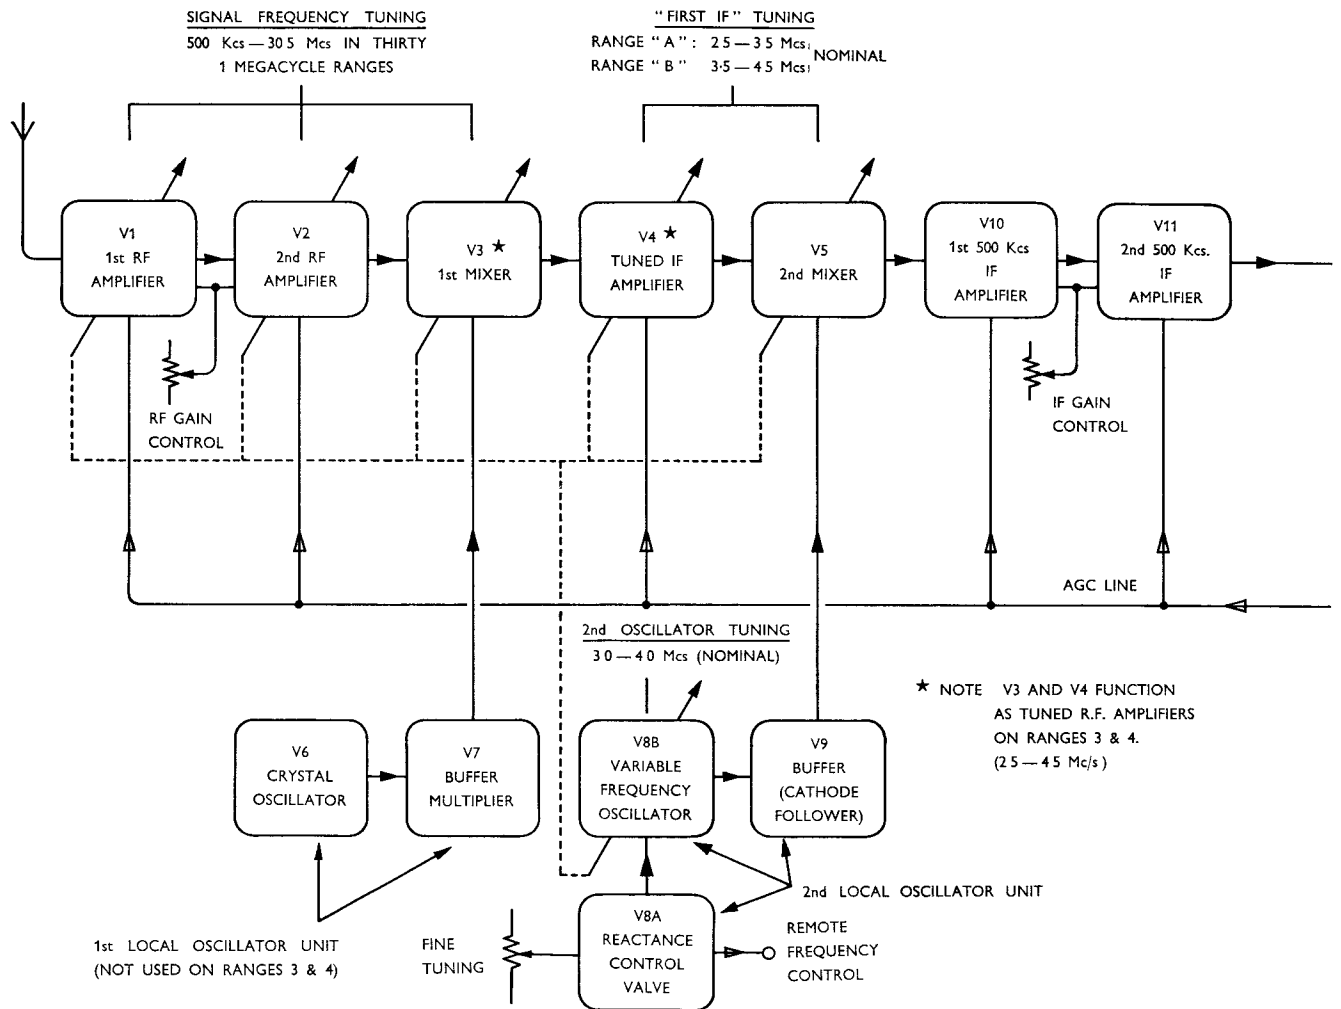 SIGNAL FREQUENCY TUNING
500 Kcs — 30 5 Mcs IN THIRTY
1 MEGACYCLE RANGES
"FIRST IF" TUNING
RANGE "A": 2 5 — 3 5 Mcs
RANGE "B" 3·5 — 4 5 Mcs
NOMINAL
V1
1st RF
AMPLIFIER
V2
2nd RF
AMPLIFIER
V3 ★
1st MIXER
V4 ★
TUNED IF
AMPLIFIER
V5
2nd MIXER
V10
1st 500 Kcs
IF
AMPLIFIER
V11
2nd 500 Kcs.
IF
AMPLIFIER
RF GAIN
CONTROL
IF GAIN
CONTROL
AGC LINE
2nd OSCILLATOR TUNING
3 0 — 4 0 Mcs (NOMINAL)
★ NOTE V3 AND V4 FUNCTION
AS TUNED R.F. AMPLIFIERS
ON RANGES 3 & 4.
(2 5 — 4 5 Mc/s)
V6
CRYSTAL
OSCILLATOR
V7
BUFFER
MULTIPLIER
V8B
VARIABLE
FREQUENCY
OSCILLATOR
V9
BUFFER
(CATHODE
FOLLOWER)
2nd LOCAL OSCILLATOR UNIT
1st LOCAL OSCILLATOR UNIT
(NOT USED ON RANGES 3 & 4)
FINE
TUNING
V8A
REACTANCE
CONTROL
VALVE
REMOTE
FREQUENCY
CONTROL